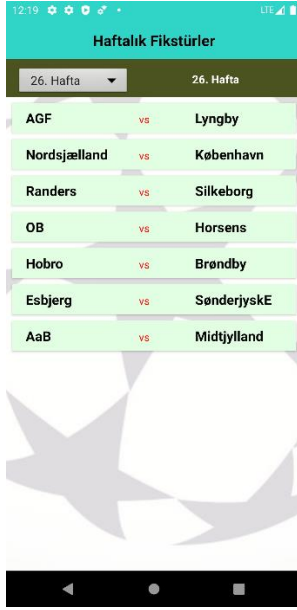 12:19 LTE
Haftalık Fikstürler
26. Hafta 26. Hafta
AGF vs Lyngby
Nordsjælland vs København
Randers vs Silkeborg
OB vs Horsens
Hobro vs Brøndby
Esbjerg vs SønderjyskE
AaB vs Midtjylland